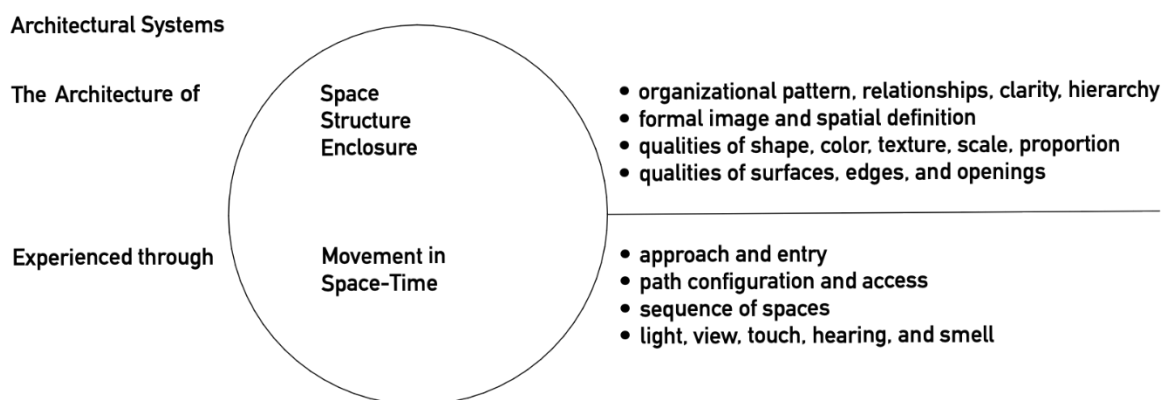 Architectural Systems
The Architecture of
Space
Structure
Enclosure
• organizational pattern, relationships, clarity, hierarchy
• formal image and spatial definition
• qualities of shape, color, texture, scale, proportion
• qualities of surfaces, edges, and openings
Experienced through
Movement in
Space-Time
• approach and entry
• path configuration and access
• sequence of spaces
• light, view, touch, hearing, and smell